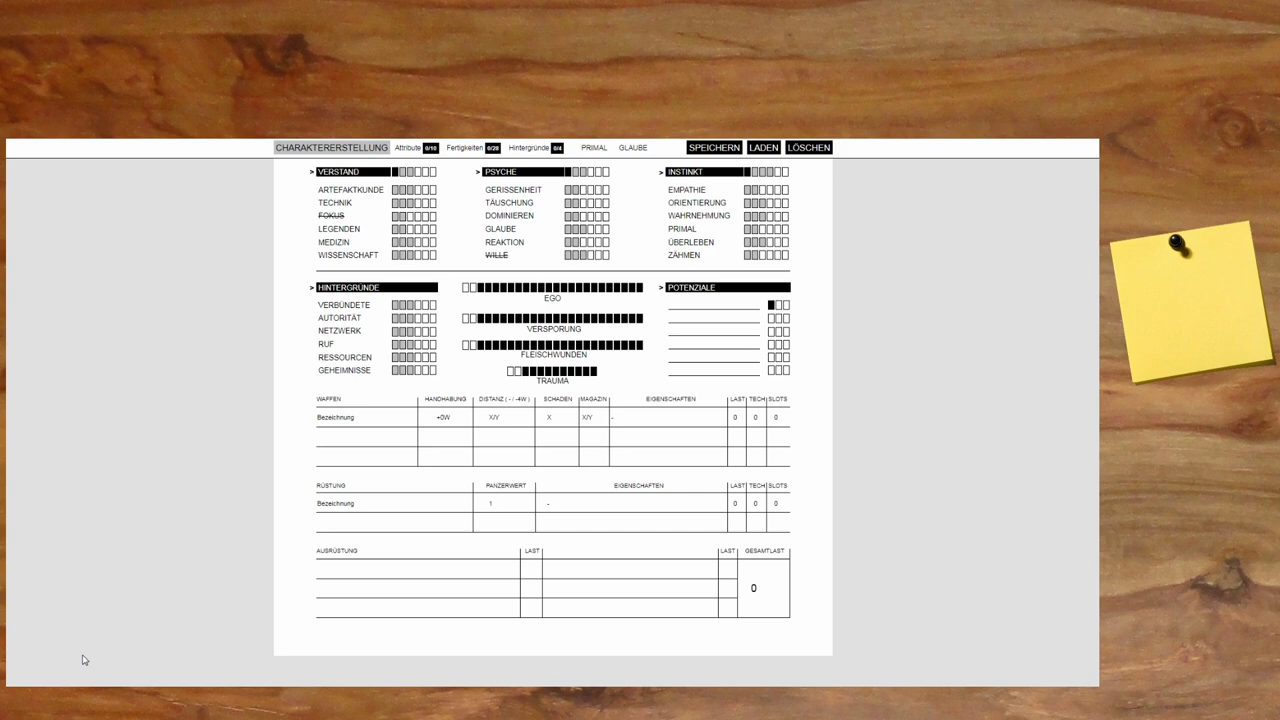 CHARAKTERERSTELLUNG Attribute 0/10 Fertigkeiten 0/28 Hintergründe 0/4 PRIMAL GLAUBE SPEICHERN LADEN LÖSCHEN
> VERSTAND > PSYCHE > INSTINKT
ARTEFAKTKUNDE GERISSENHEIT EMPATHIE
TECHNIK TÄUSCHUNG ORIENTIERUNG
FOKUS DOMINIEREN WAHRNEHMUNG
LEGENDEN GLAUBE PRIMAL
MEDIZIN REAKTION ÜBERLEBEN
WISSENSCHAFT WILLE ZÄHMEN
> HINTERGRÜNDE > POTENZIALE
EGO
VERBÜNDETE
AUTORITÄT
VERSPORUNG
NETZWERK
RUF
FLEISCHWUNDEN
RESSOURCEN
GEHEIMNISSE
TRAUMA
WAFFEN HANDHABUNG DISTANZ ( - / -4W ) SCHADEN MAGAZIN EIGENSCHAFTEN LAST TECH SLOTS
Bezeichnung +0W X/Y X X/Y - 0 0 0
RÜSTUNG PANZERWERT EIGENSCHAFTEN LAST TECH SLOTS
Bezeichnung 1 - 0 0 0
AUSRÜSTUNG LAST LAST GESAMTLAST
0